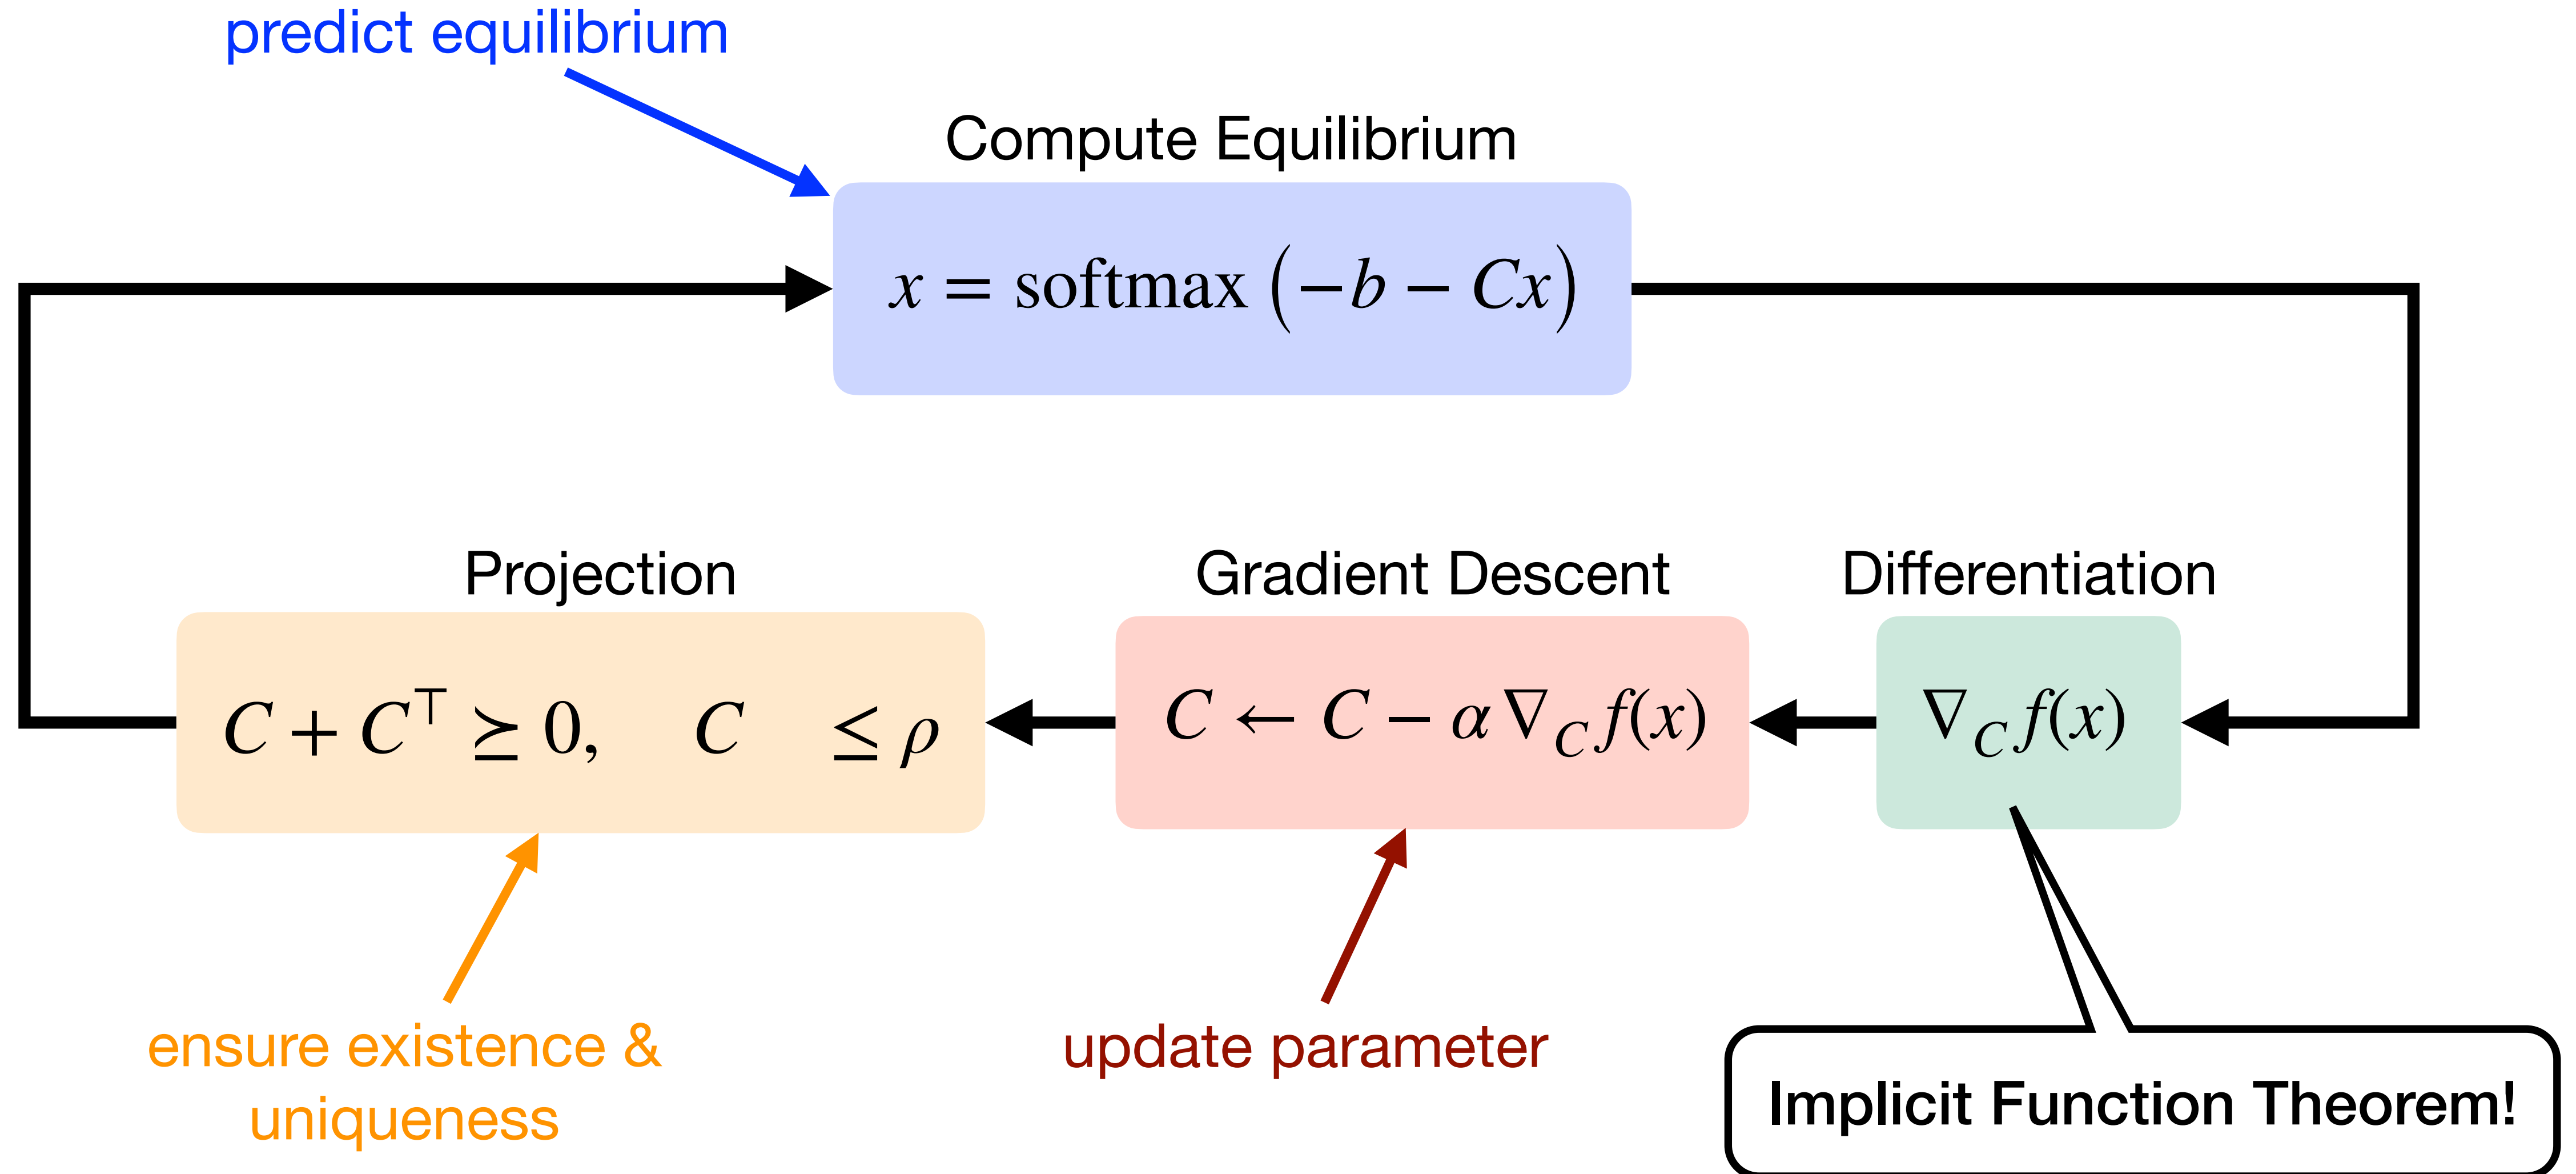 predict equilibrium
Compute Equilibrium
x = softmax (−b − Cx)
Projection
Gradient Descent
Differentiation
C + C⊤ ⪰ 0,  C  ≤ ρ
C ← C − α∇_C f(x)
∇_C f(x)
ensure existence &
uniqueness
update parameter
Implicit Function Theorem!